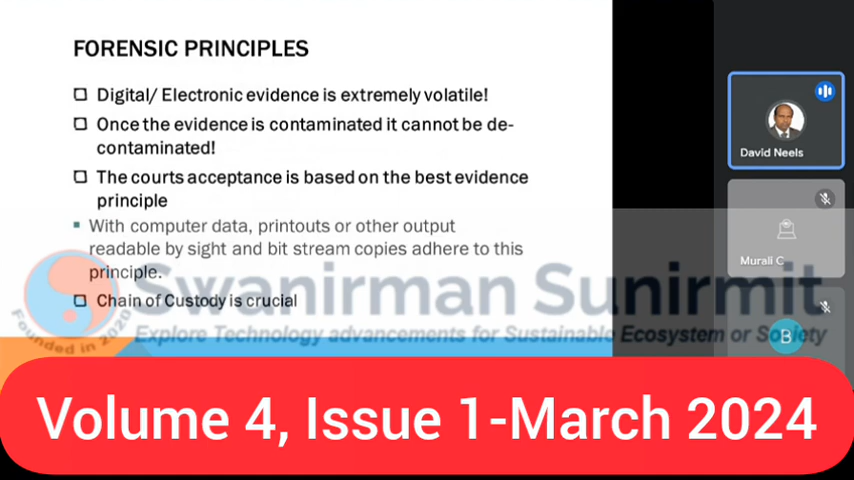 FORENSIC PRINCIPLES
Digital/ Electronic evidence is extremely volatile!
Once the evidence is contaminated it cannot be de-
contaminated!
The courts acceptance is based on the best evidence
principle
With computer data, printouts or other output
readable by sight and bit stream copies adhere to this
principle.
Chain of Custody is crucial
David Neels
Murali C
B
Swanirman Sunirmit
Explore Technology advancements for Sustainable Ecosystem or Society
Founded in 2020
Volume 4, Issue 1-March 2024